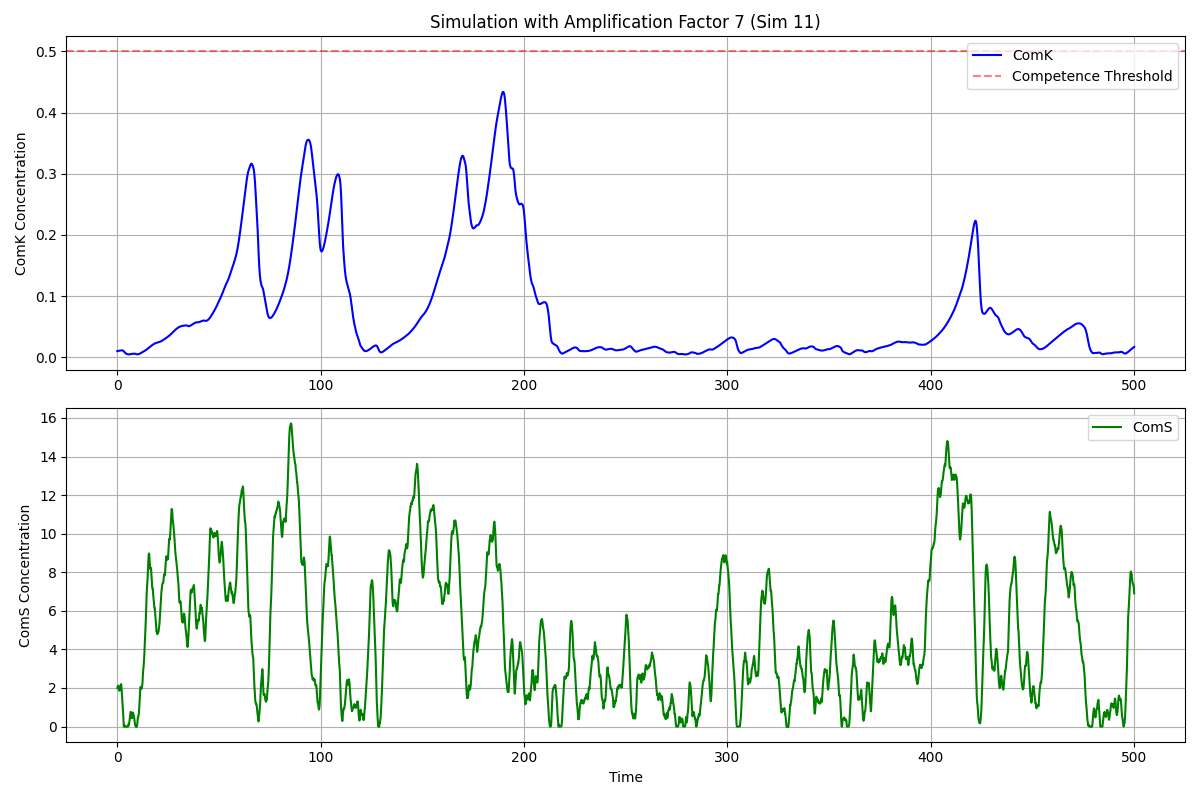 Simulation with Amplification Factor 7 (Sim 11)
ComK Concentration
0.5
0.4
0.3
0.2
0.1
0.0
ComK
Competence Threshold
0 100 200 300 400 500
ComS Concentration
16
14
12
10
8
6
4
2
0
ComS
0 100 200 300 400 500
Time